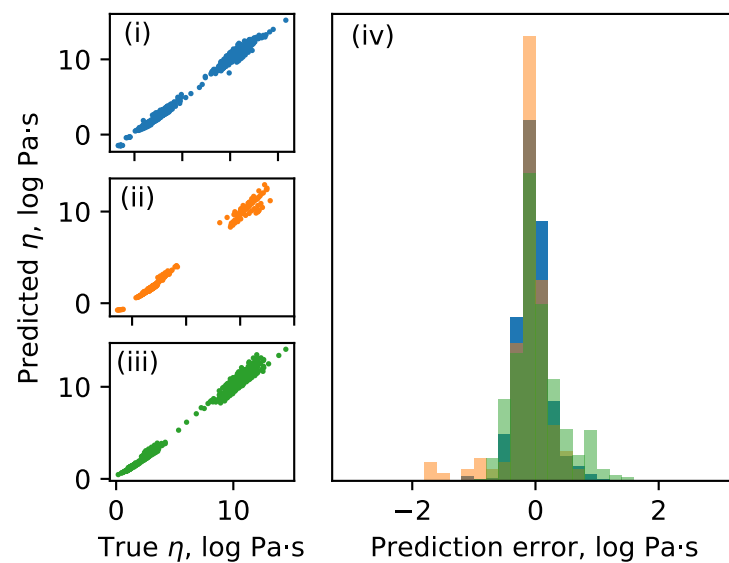 (i)
10
0
(ii)
10
0
(iii)
10
0
0
10
Predicted η, log Pa·s
True η, log Pa·s
(iv)
−2
0
2
Prediction error, log Pa·s